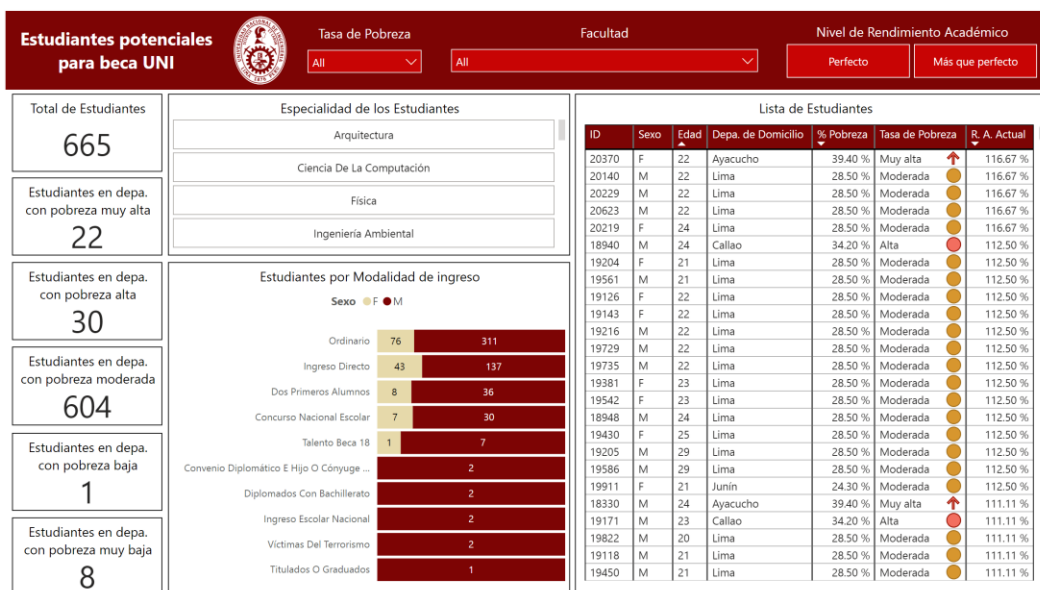 Estudiantes potenciales
para beca UNI
Tasa de Pobreza
All
Facultad
All
Nivel de Rendimiento Académico
Perfecto
Más que perfecto
Total de Estudiantes
665
Estudiantes en depa.
con pobreza muy alta
22
Estudiantes en depa.
con pobreza alta
30
Estudiantes en depa.
con pobreza moderada
604
Estudiantes en depa.
con pobreza baja
1
Estudiantes en depa.
con pobreza muy baja
8
Especialidad de los Estudiantes
Arquitectura
Ciencia De La Computación
Física
Ingeniería Ambiental
Estudiantes por Modalidad de ingreso
Sexo F M
Ordinario 76 311
Ingreso Directo 43 137
Dos Primeros Alumnos 8 36
Concurso Nacional Escolar 7 30
Talento Beca 18 1 7
Convenio Diplomático E Hijo O Cónyuge ... 2
Diplomados Con Bachillerato 2
Ingreso Escolar Nacional 2
Víctimas Del Terrorismo 2
Titulados O Graduados 1
Lista de Estudiantes
ID Sexo Edad Depa. de Domicilio % Pobreza Tasa de Pobreza R. A. Actual
20370 F 22 Ayacucho 39.40 % Muy alta 116.67 %
20140 M 22 Lima 28.50 % Moderada 116.67 %
20229 M 22 Lima 28.50 % Moderada 116.67 %
20623 M 22 Lima 28.50 % Moderada 116.67 %
20219 F 24 Lima 28.50 % Moderada 116.67 %
18940 M 24 Callao 34.20 % Alta 112.50 %
19204 F 21 Lima 28.50 % Moderada 112.50 %
19561 M 21 Lima 28.50 % Moderada 112.50 %
19126 F 22 Lima 28.50 % Moderada 112.50 %
19143 F 22 Lima 28.50 % Moderada 112.50 %
19216 M 22 Lima 28.50 % Moderada 112.50 %
19729 M 22 Lima 28.50 % Moderada 112.50 %
19735 M 22 Lima 28.50 % Moderada 112.50 %
19381 F 23 Lima 28.50 % Moderada 112.50 %
19542 F 23 Lima 28.50 % Moderada 112.50 %
18948 M 24 Lima 28.50 % Moderada 112.50 %
19430 F 25 Lima 28.50 % Moderada 112.50 %
19205 M 29 Lima 28.50 % Moderada 112.50 %
19586 M 29 Lima 28.50 % Moderada 112.50 %
19911 F 21 Junín 24.30 % Moderada 112.50 %
18330 M 24 Ayacucho 39.40 % Muy alta 111.11 %
19171 M 23 Callao 34.20 % Alta 111.11 %
19822 M 20 Lima 28.50 % Moderada 111.11 %
19118 M 21 Lima 28.50 % Moderada 111.11 %
19450 M 21 Lima 28.50 % Moderada 111.11 %